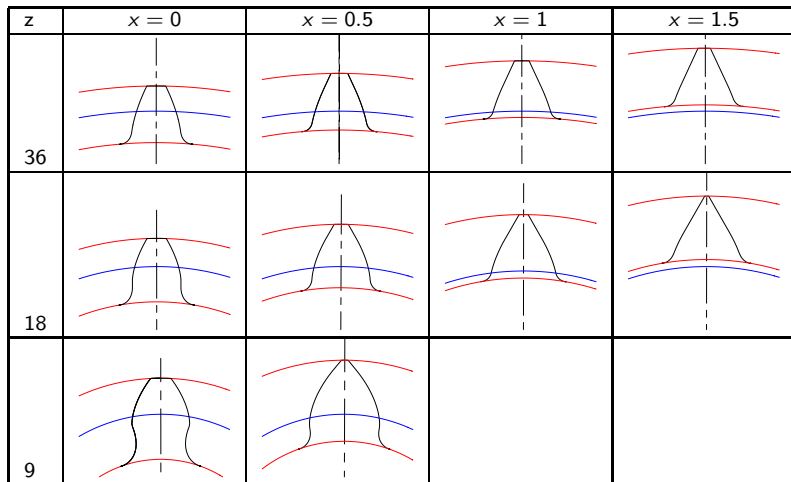 z x = 0 x = 0.5 x = 1 x = 1.5
36
18
9